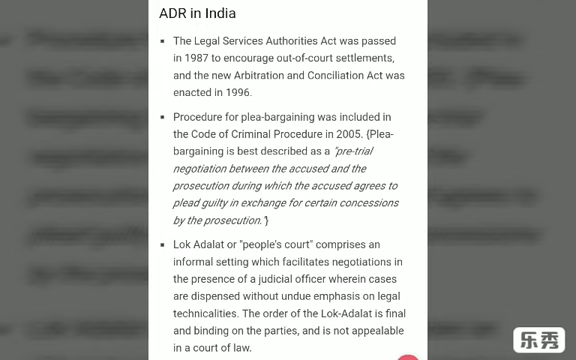 ADR in India
▪ The Legal Services Authorities Act was passed
in 1987 to encourage out-of-court settlements,
and the new Arbitration and Conciliation Act was
enacted in 1996.
▪ Procedure for plea-bargaining was included in
the Code of Criminal Procedure in 2005. {Plea-
bargaining is best described as a "pre-trial
negotiation between the accused and the
prosecution during which the accused agrees to
plead guilty in exchange for certain concessions
by the prosecution."}
▪ Lok Adalat or "people's court" comprises an
informal setting which facilitates negotiations in
the presence of a judicial officer wherein cases
are dispensed without undue emphasis on legal
technicalities. The order of the Lok-Adalat is final
and binding on the parties, and is not appealable
in a court of law.
乐秀